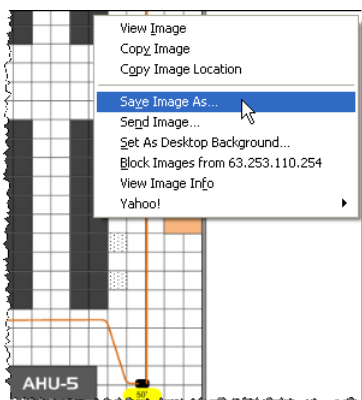 View Image
Copy Image
Copy Image Location
Save Image As...
Send Image...
Set As Desktop Background...
Block Images from 63.253.110.254
View Image Info
Yahoo!
AHU-5
50'